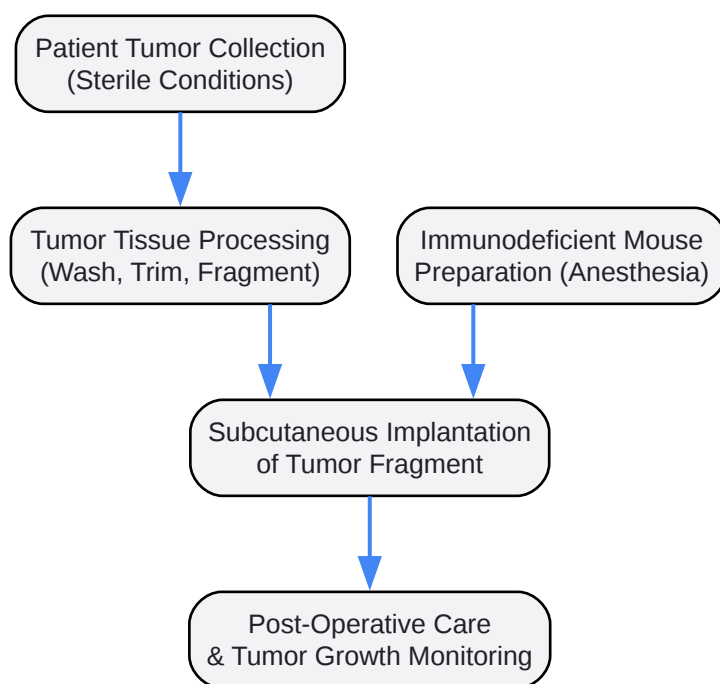 Patient Tumor Collection
(Sterile Conditions)
Tumor Tissue Processing
(Wash, Trim, Fragment)
Immunodeficient Mouse
Preparation (Anesthesia)
Subcutaneous Implantation
of Tumor Fragment
Post-Operative Care
& Tumor Growth Monitoring